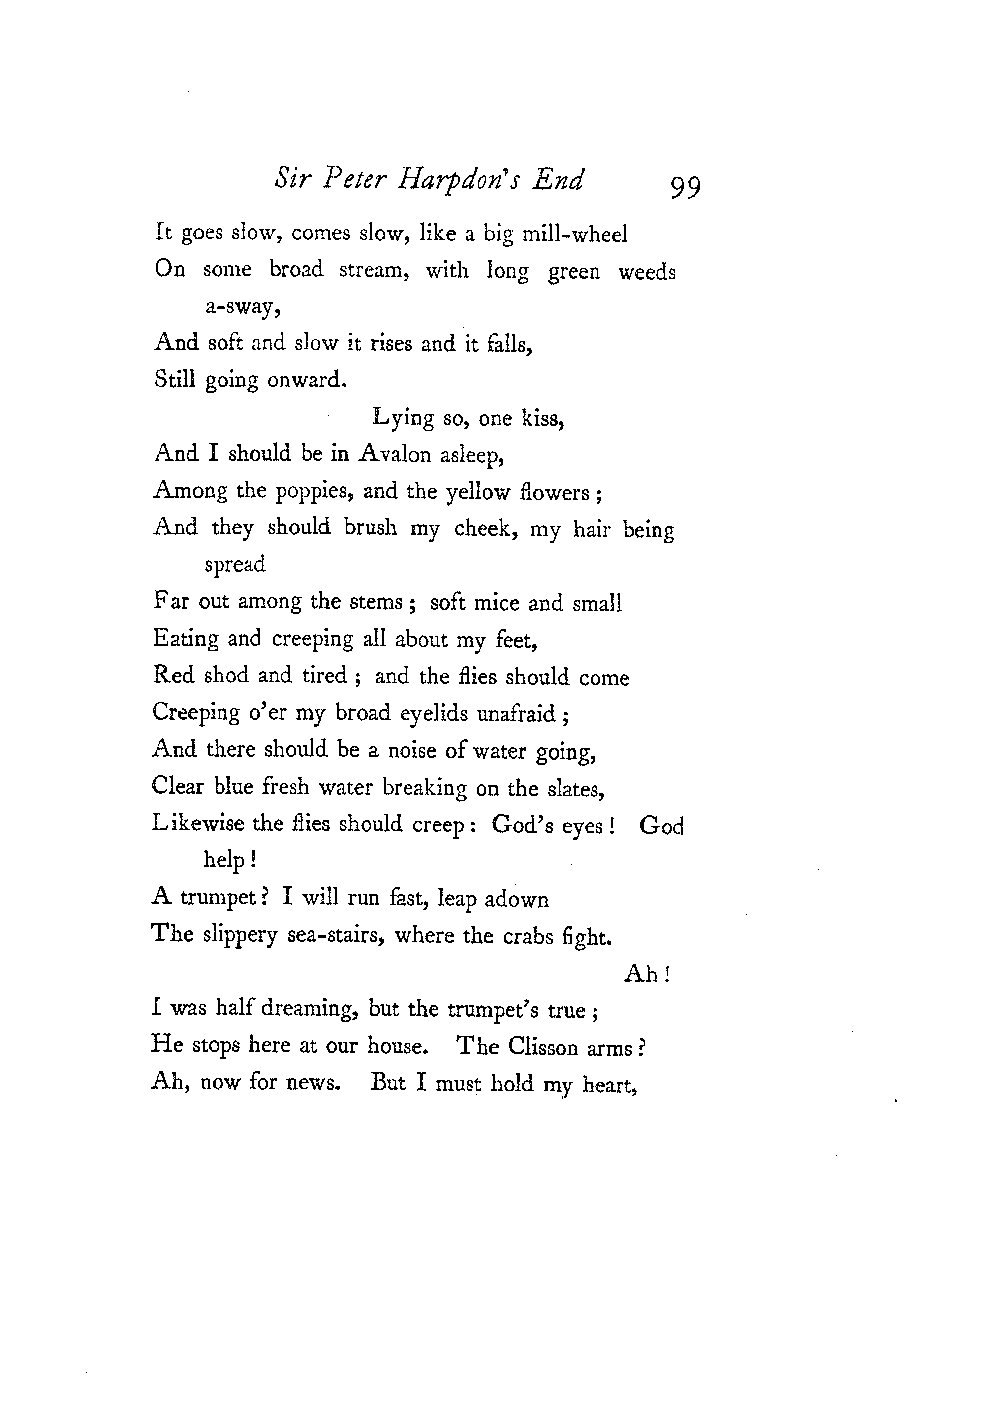 Sir Peter Harpdon's End 99
It goes slow, comes slow, like a big mill-wheel
On some broad stream, with long green weeds
a-sway,
And soft and slow it rises and it falls,
Still going onward.
Lying so, one kiss,
And I should be in Avalon asleep,
Among the poppies, and the yellow flowers ;
And they should brush my cheek, my hair being
spread
Far out among the stems ; soft mice and small
Eating and creeping all about my feet,
Red shod and tired ; and the flies should come
Creeping o'er my broad eyelids unafraid ;
And there should be a noise of water going,
Clear blue fresh water breaking on the slates,
Likewise the flies should creep : God's eyes ! God
help !
A trumpet ? I will run fast, leap adown
The slippery sea-stairs, where the crabs fight.
Ah !
I was half dreaming, but the trumpet's true ;
He stops here at our house. The Clisson arms ?
Ah, now for news. But I must hold my heart,